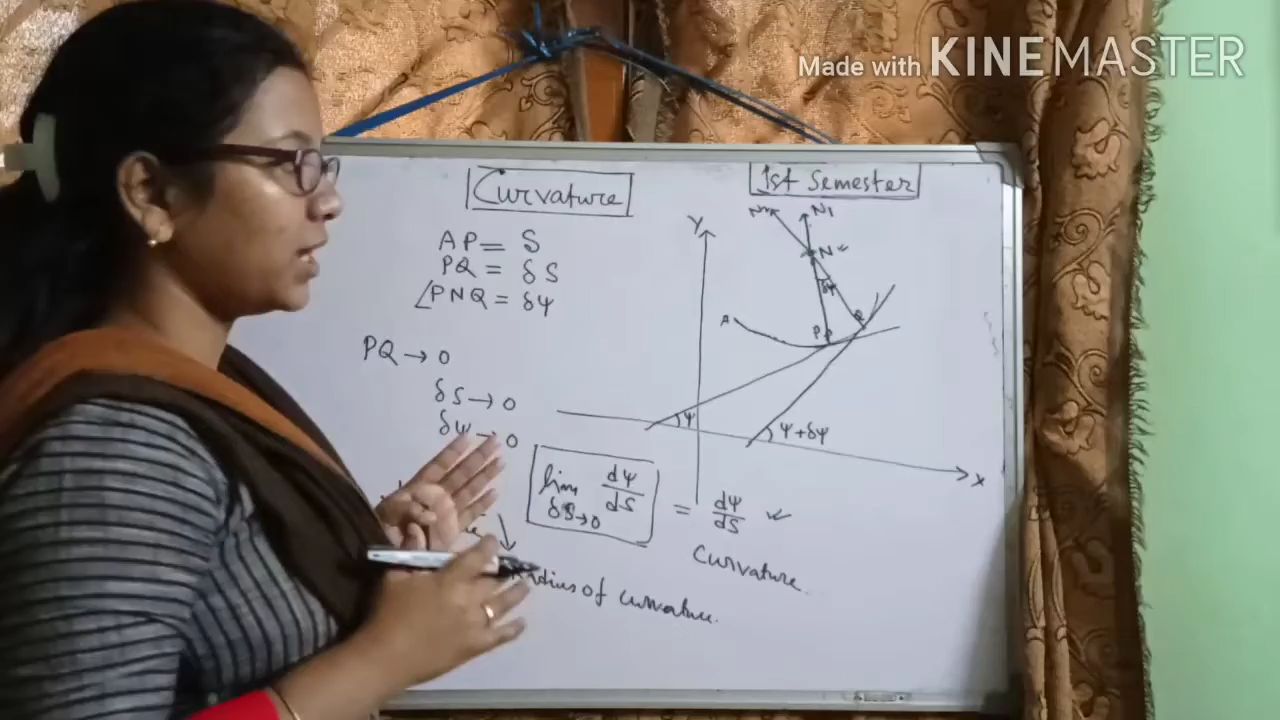 Made with KINEMASTER
Curvature
1st Semester
AP = S
PQ = δS
∠PNQ = δψ
PQ → 0
δS → 0
δψ → 0
lim δS→0 dψ/dS = dψ/dS ✓
Curvature
Radius of curvature.
Y
N1
N
δψ
A
P
Q
ψ
ψ+δψ
X